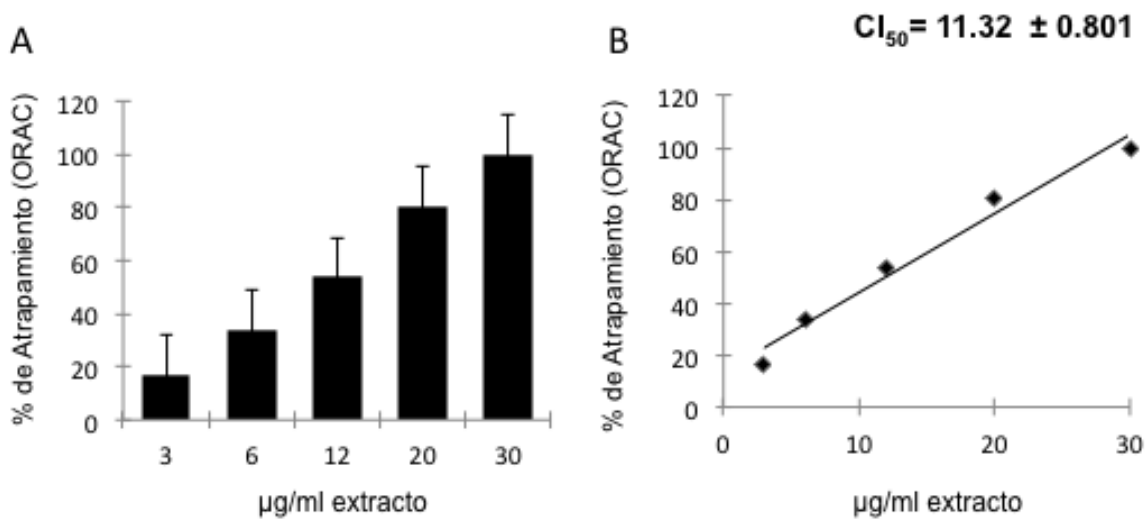 A
% de Atrapamiento (ORAC)
120
100
80
60
40
20
0
3 6 12 20 30
µg/ml extracto
B
CI₅₀= 11.32 ± 0.801
% de Atrapamiento (ORAC)
120
100
80
60
40
20
0
0 10 20 30
µg/ml extracto